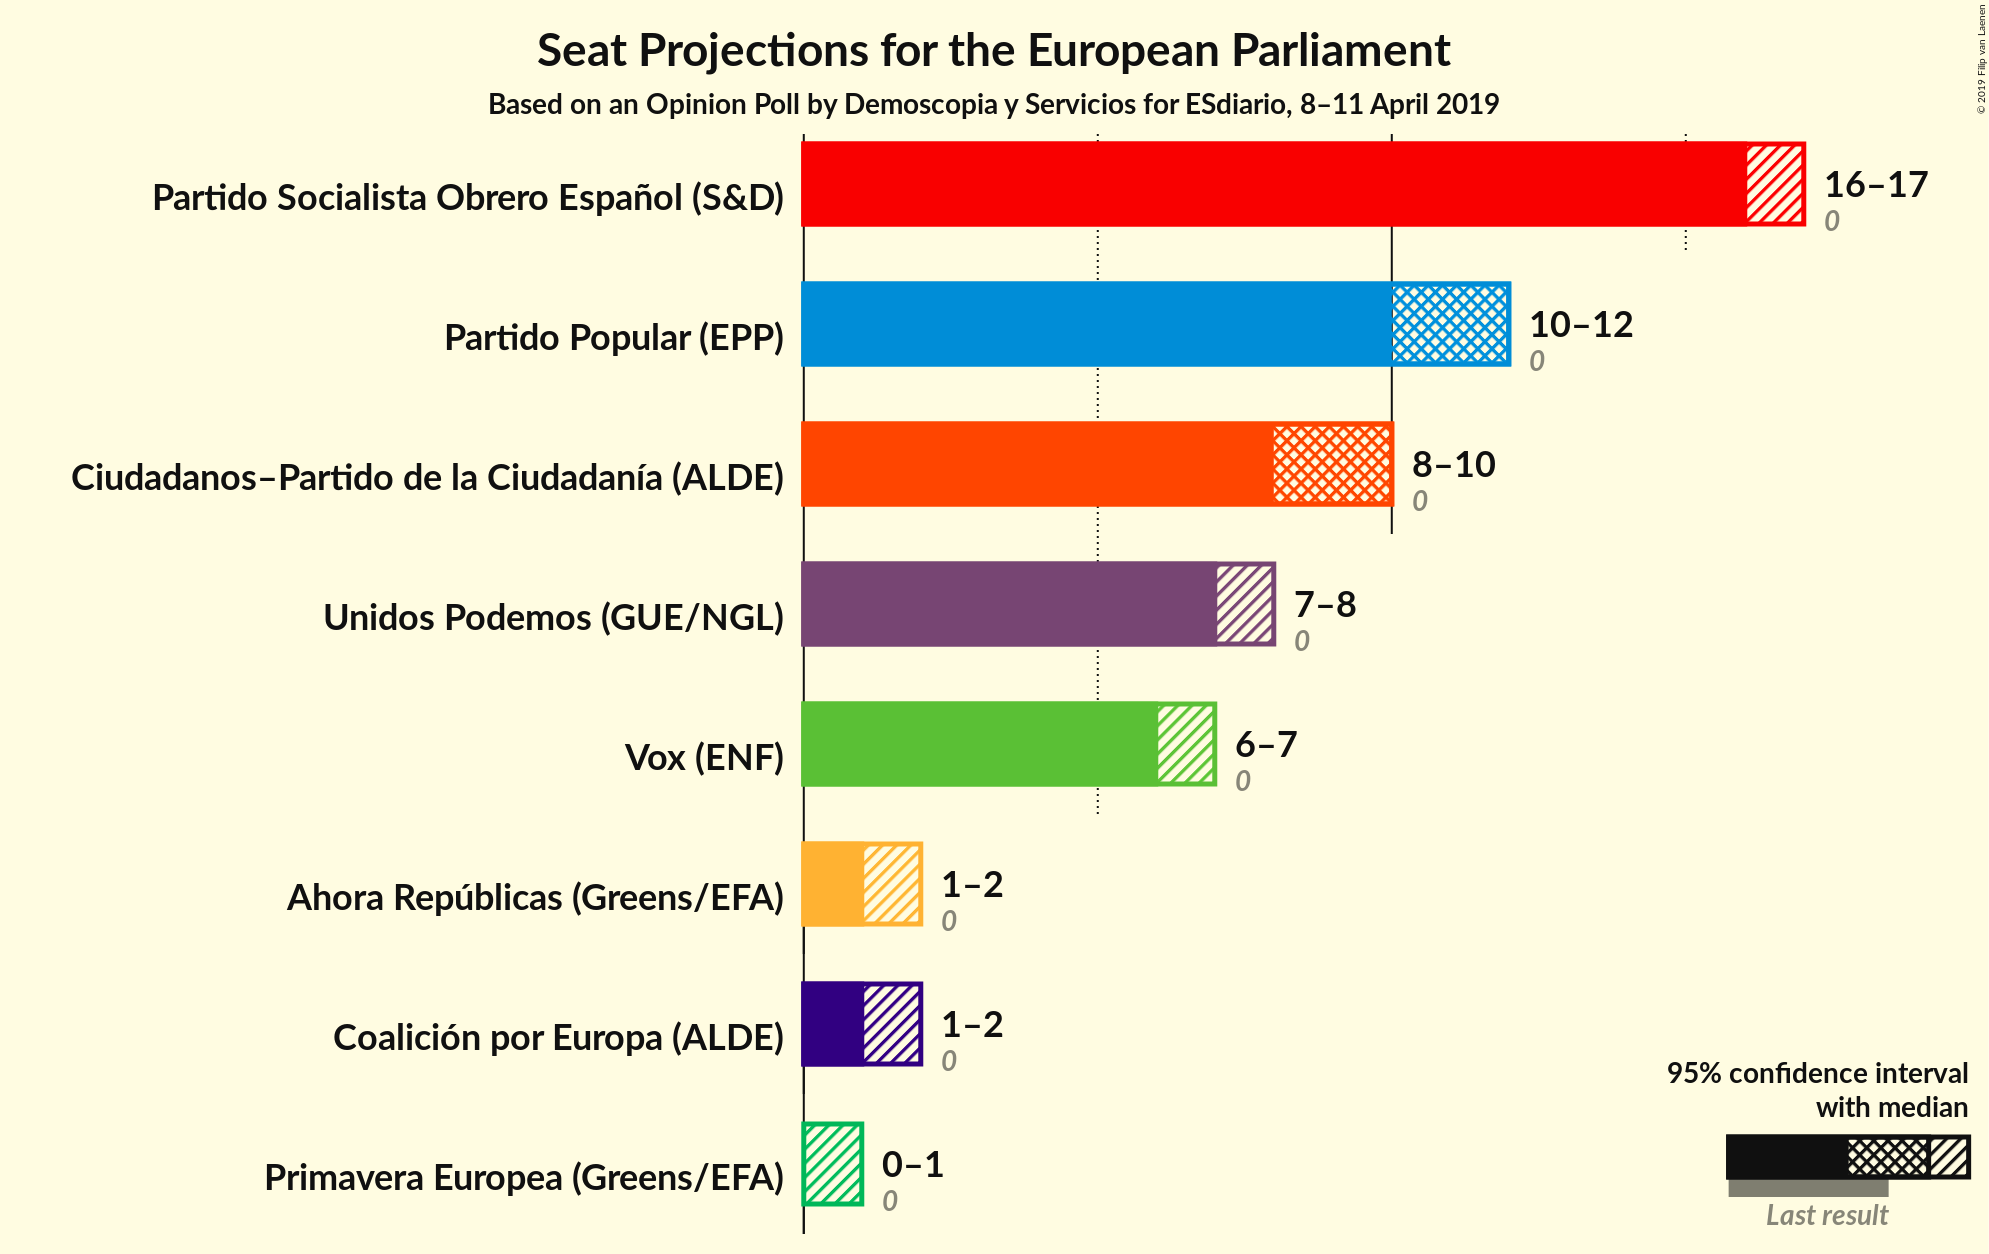 Seat Projections for the European Parliament
Based on an Opinion Poll by Demoscopia y Servicios for ESdiario, 8–11 April 2019
© 2019 Filip van Laenen
Partido Socialista Obrero Español (S&D)
16–17
0
Partido Popular (EPP)
10–12
0
Ciudadanos–Partido de la Ciudadanía (ALDE)
8–10
0
Unidos Podemos (GUE/NGL)
7–8
0
Vox (ENF)
6–7
0
Ahora Repúblicas (Greens/EFA)
1–2
0
Coalición por Europa (ALDE)
1–2
0
Primavera Europea (Greens/EFA)
0–1
0
95% confidence interval
with median
Last result